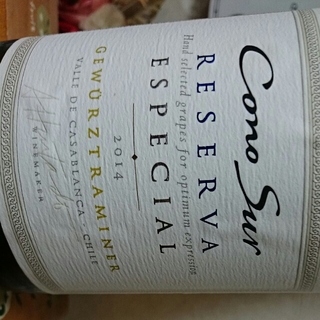 Cono Sur
Hand selected grapes for optimum expression
RESERVA
ESPECIAL
2014
GEWÜRZTRAMINER
VALLE DE CASABLANCA - CHILE
WINEMAKER